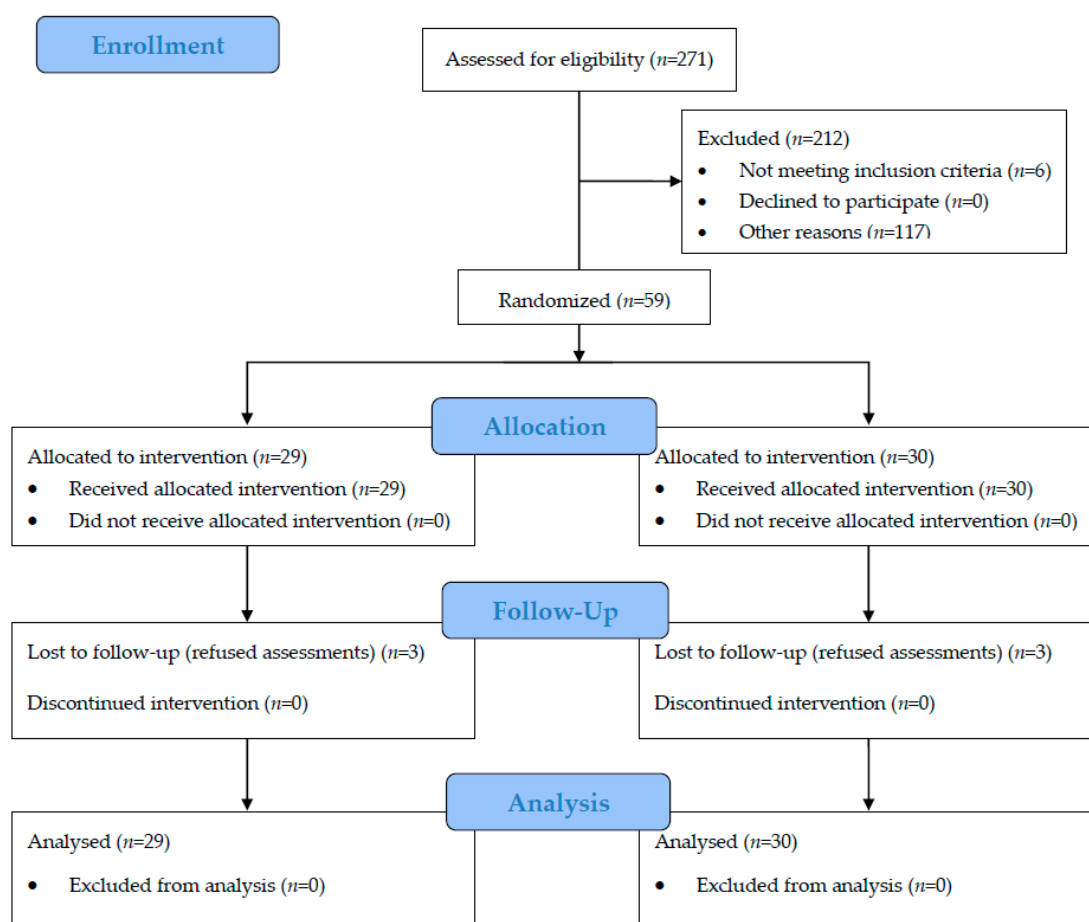 Enrollment
Assessed for eligibility (n=271)
Excluded (n=212)
• Not meeting inclusion criteria (n=6)
• Declined to participate (n=0)
• Other reasons (n=117)
Randomized (n=59)
Allocation
Allocated to intervention (n=29)
• Received allocated intervention (n=29)
• Did not receive allocated intervention (n=0)
Allocated to intervention (n=30)
• Received allocated intervention (n=30)
• Did not receive allocated intervention (n=0)
Follow-Up
Lost to follow-up (refused assessments) (n=3)
Discontinued intervention (n=0)
Lost to follow-up (refused assessments) (n=3)
Discontinued intervention (n=0)
Analysis
Analysed (n=29)
• Excluded from analysis (n=0)
Analysed (n=30)
• Excluded from analysis (n=0)